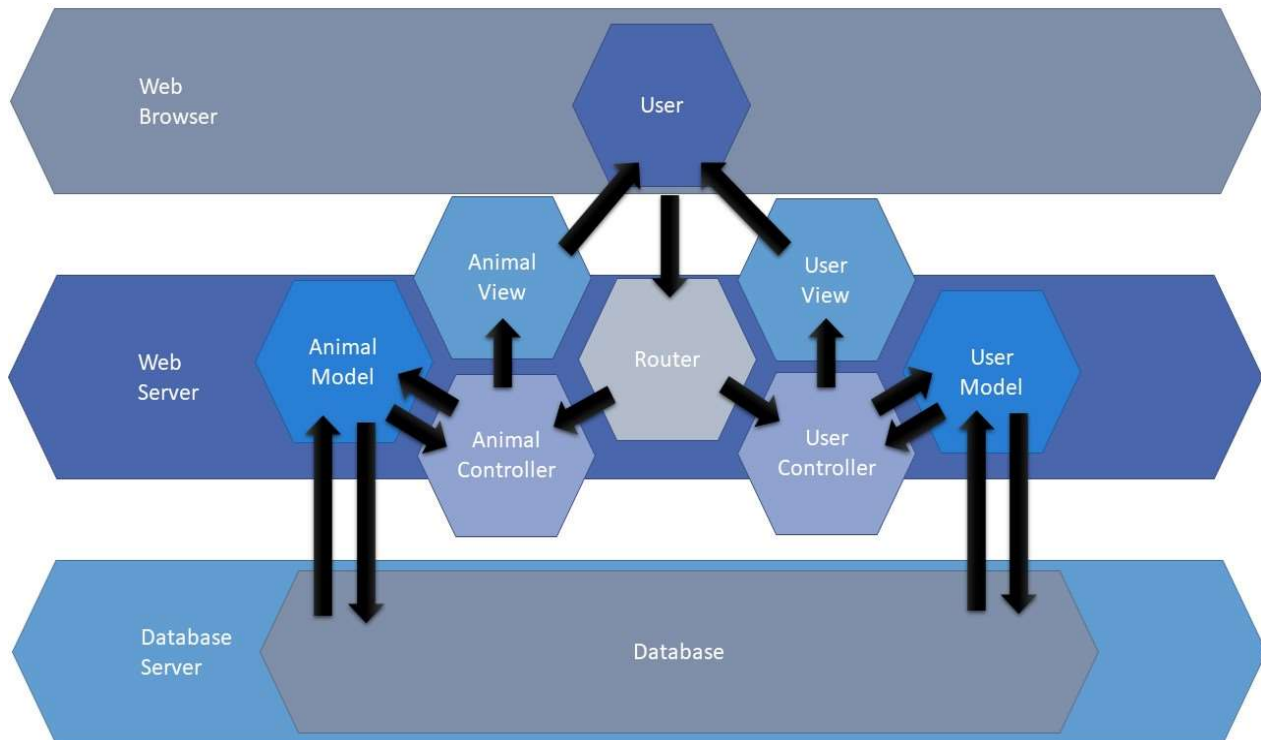 Web
Browser
User
Animal
View
User
View
Web
Server
Animal
Model
Router
User
Model
Animal
Controller
User
Controller
Database
Server
Database